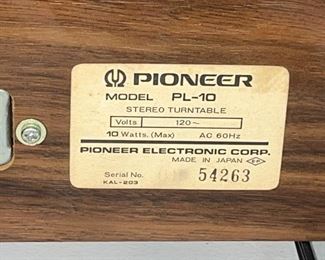 PIONEER
MODEL PL-10
STEREO TURNTABLE
Volts 120~
10 Watts. (Max) AC 60Hz
PIONEER ELECTRONIC CORP.
MADE IN JAPAN
Serial No. 54263
KAL-203